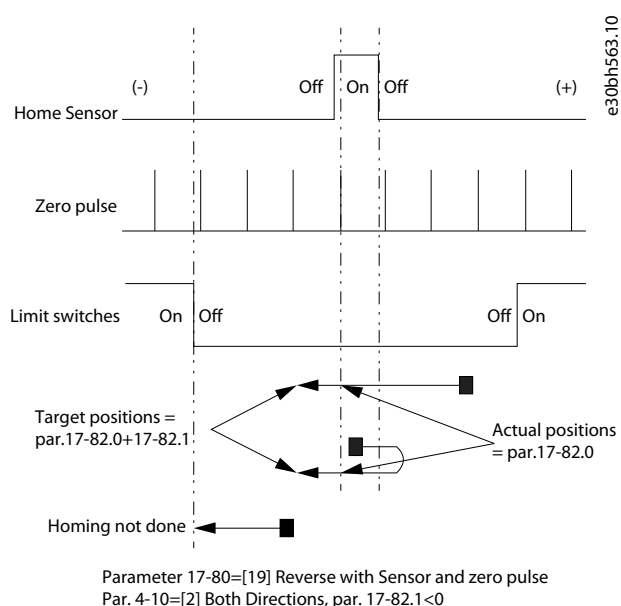 e30bh563.10
(-)
Off On Off
(+)
Home Sensor
Zero pulse
Limit switches
On Off
Off On
Target positions =
par.17-82.0+17-82.1
Actual positions
= par.17-82.0
Homing not done
Parameter 17-80=[19] Reverse with Sensor and zero pulse
Par. 4-10=[2] Both Directions, par. 17-82.1<0